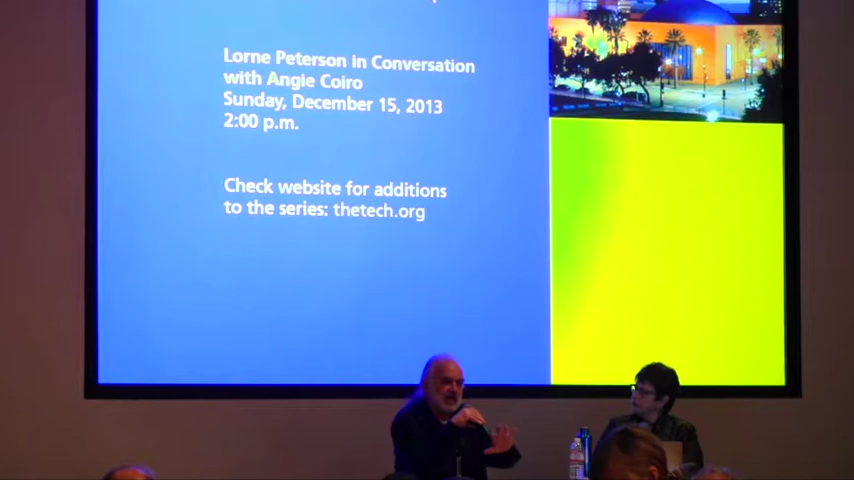 Lorne Peterson in Conversation
with Angie Coiro
Sunday, December 15, 2013
2:00 p.m.
Check website for additions
to the series: thetech.org